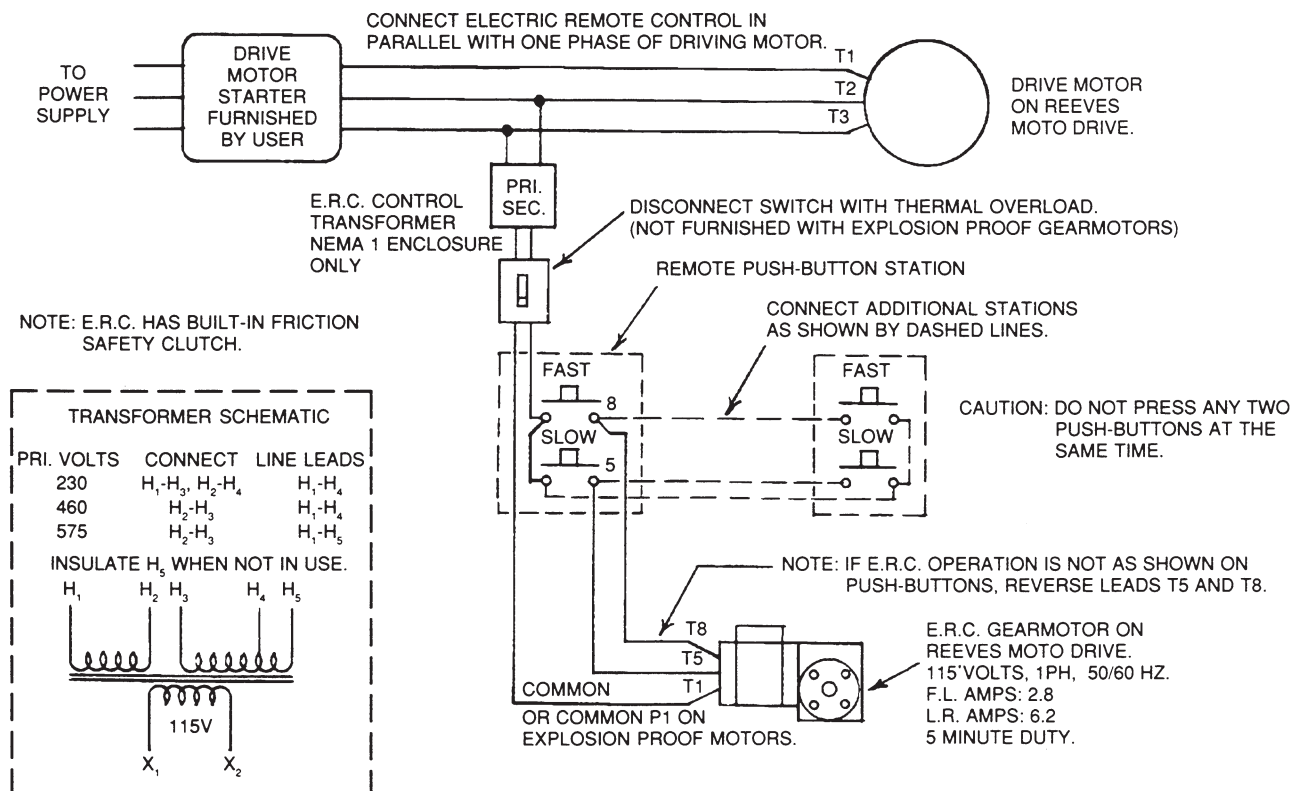 CONNECT ELECTRIC REMOTE CONTROL IN
PARALLEL WITH ONE PHASE OF DRIVING MOTOR.
TO
POWER
SUPPLY
DRIVE
MOTOR
STARTER
FURNISHED
BY USER
T1
T2
T3
DRIVE MOTOR
ON REEVES
MOTO DRIVE.
E.R.C. CONTROL
TRANSFORMER
NEMA 1 ENCLOSURE
ONLY
PRI.
SEC.
DISCONNECT SWITCH WITH THERMAL OVERLOAD.
(NOT FURNISHED WITH EXPLOSION PROOF GEARMOTORS)
REMOTE PUSH-BUTTON STATION
CONNECT ADDITIONAL STATIONS
AS SHOWN BY DASHED LINES.
NOTE: E.R.C. HAS BUILT-IN FRICTION
SAFETY CLUTCH.
FAST
8
SLOW
5
FAST
SLOW
CAUTION: DO NOT PRESS ANY TWO
PUSH-BUTTONS AT THE
SAME TIME.
TRANSFORMER SCHEMATIC
PRI. VOLTS CONNECT LINE LEADS
230 H₁-H₃, H₂-H₄ H₁-H₄
460 H₂-H₃ H₁-H₄
575 H₂-H₃ H₁-H₅
INSULATE H₅ WHEN NOT IN USE.
H₁ H₂ H₃ H₄ H₅
115V
X₁ X₂
NOTE: IF E.R.C. OPERATION IS NOT AS SHOWN ON
PUSH-BUTTONS, REVERSE LEADS T5 AND T8.
T8
T5
T1
COMMON
OR COMMON P1 ON
EXPLOSION PROOF MOTORS.
E.R.C. GEARMOTOR ON
REEVES MOTO DRIVE.
115 VOLTS, 1PH, 50/60 HZ.
F.L. AMPS: 2.8
L.R. AMPS: 6.2
5 MINUTE DUTY.